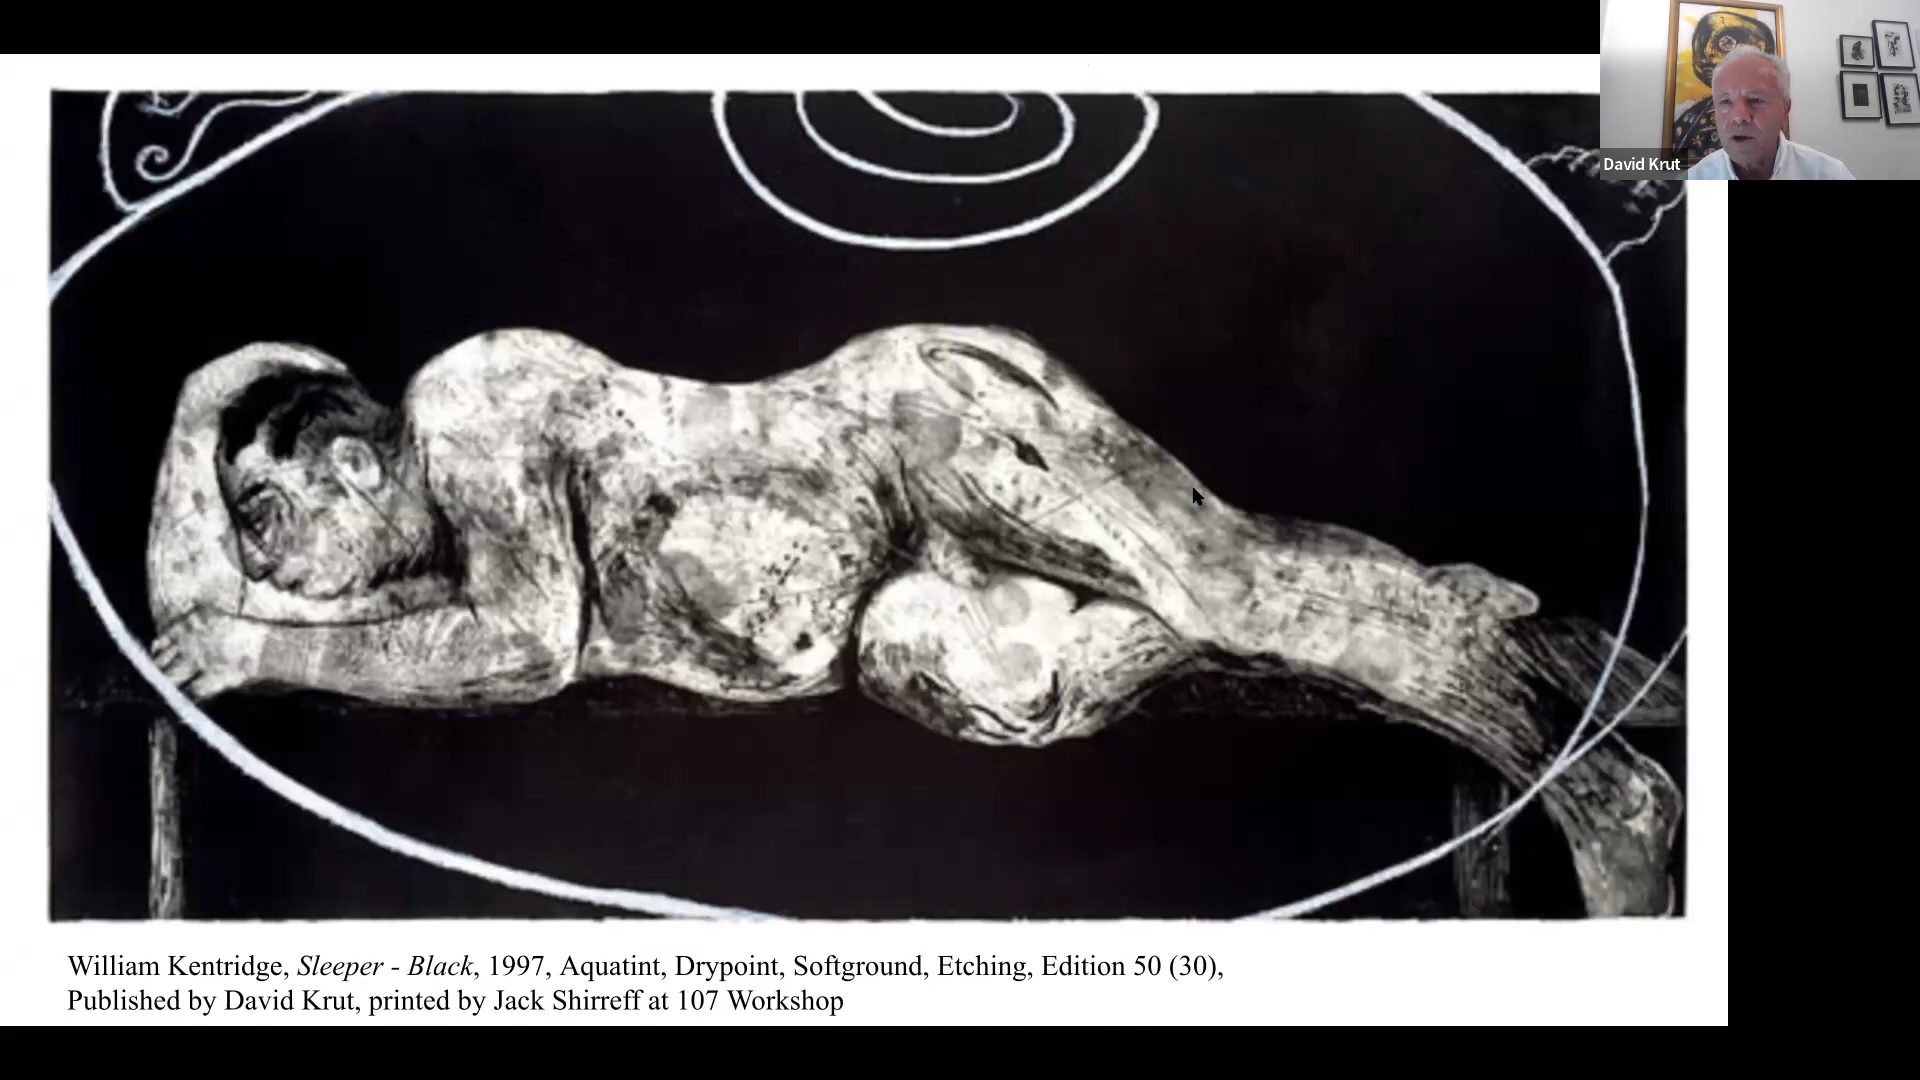 David Krut
William Kentridge, Sleeper - Black, 1997, Aquatint, Drypoint, Softground, Etching, Edition 50 (30),
Published by David Krut, printed by Jack Shirreff at 107 Workshop